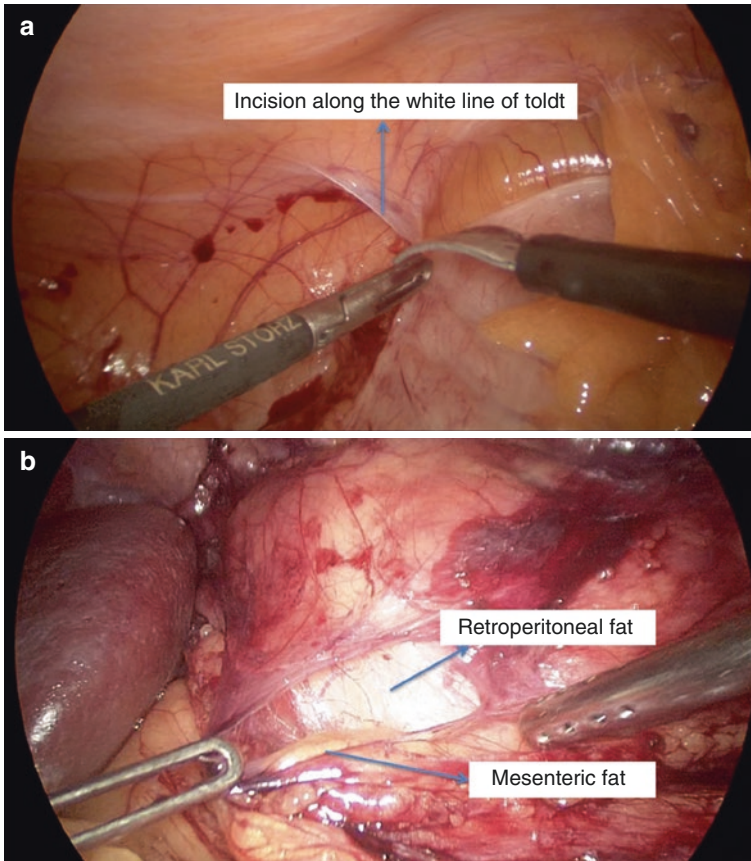 a
Incision along the white line of toldt
KARL STORZ
b
Retroperitoneal fat
Mesenteric fat